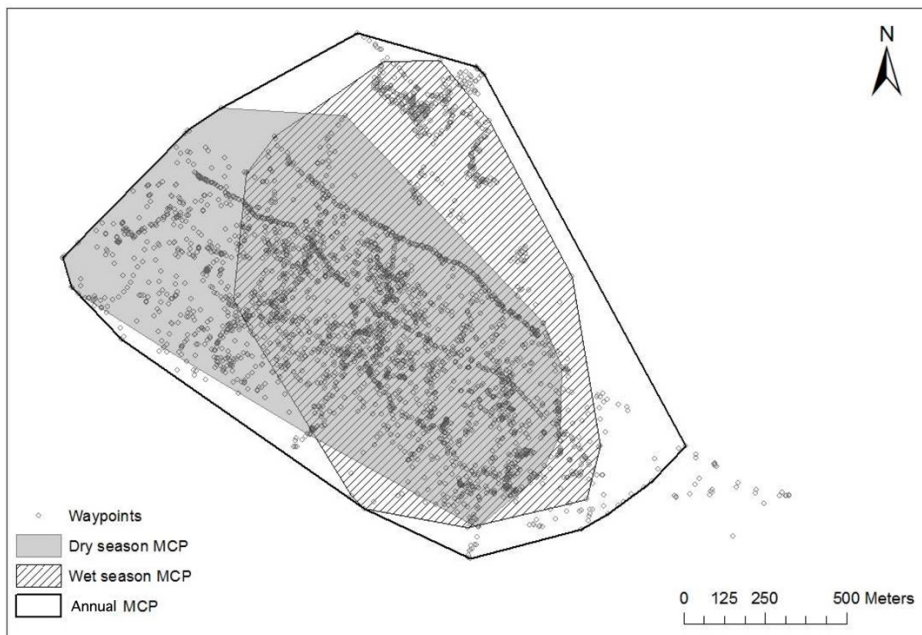 N
Waypoints
Dry season MCP
Wet season MCP
Annual MCP
0 125 250 500 Meters